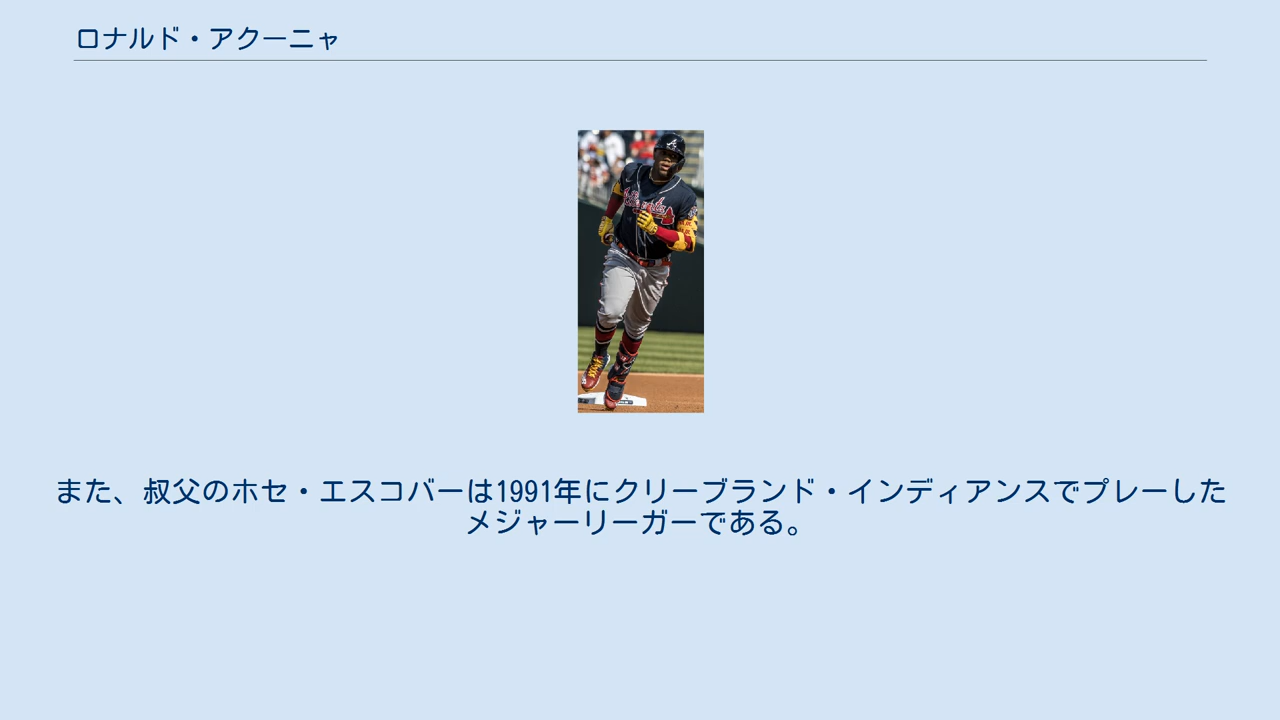 ロナルド・アクーニャ
また、叔父のホセ・エスコバーは1991年にクリーブランド・インディアンスでプレーした
メジャーリーガーである。